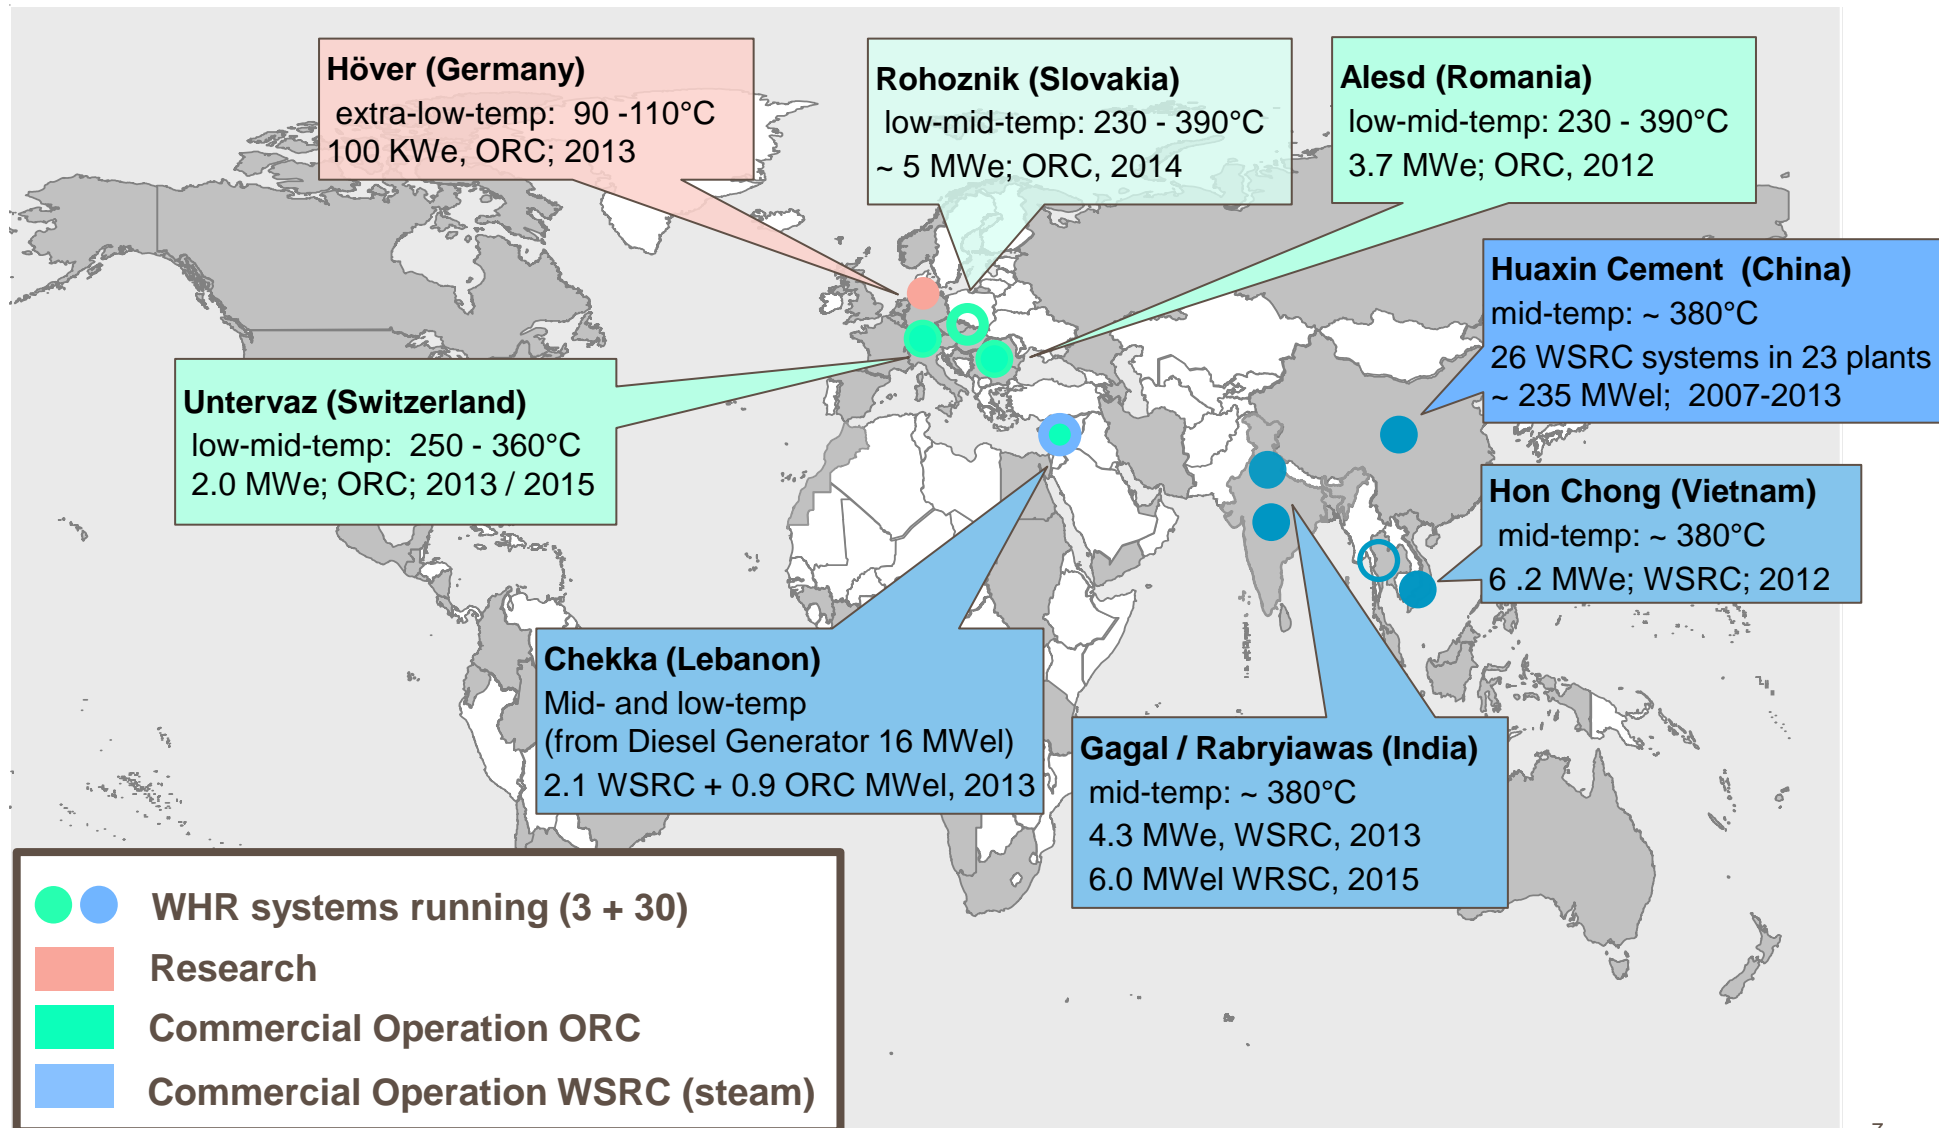 Höver (Germany)
extra-low-temp: 90 -110°C
100 KWe, ORC; 2013
Rohoznik (Slovakia)
low-mid-temp: 230 - 390°C
~ 5 MWe; ORC, 2014
Alesd (Romania)
low-mid-temp: 230 - 390°C
3.7 MWe; ORC, 2012
Huaxin Cement (China)
mid-temp: ~ 380°C
26 WSRC systems in 23 plants
~ 235 MWel; 2007-2013
Untervaz (Switzerland)
low-mid-temp: 250 - 360°C
2.0 MWe; ORC; 2013 / 2015
Hon Chong (Vietnam)
mid-temp: ~ 380°C
6 .2 MWe; WSRC; 2012
Chekka (Lebanon)
Mid- and low-temp
(from Diesel Generator 16 MWel)
2.1 WSRC + 0.9 ORC MWel, 2013
Gagal / Rabryiawas (India)
mid-temp: ~ 380°C
4.3 MWe, WSRC, 2013
6.0 MWel WRSC, 2015
WHR systems running (3 + 30)
Research
Commercial Operation ORC
Commercial Operation WSRC (steam)